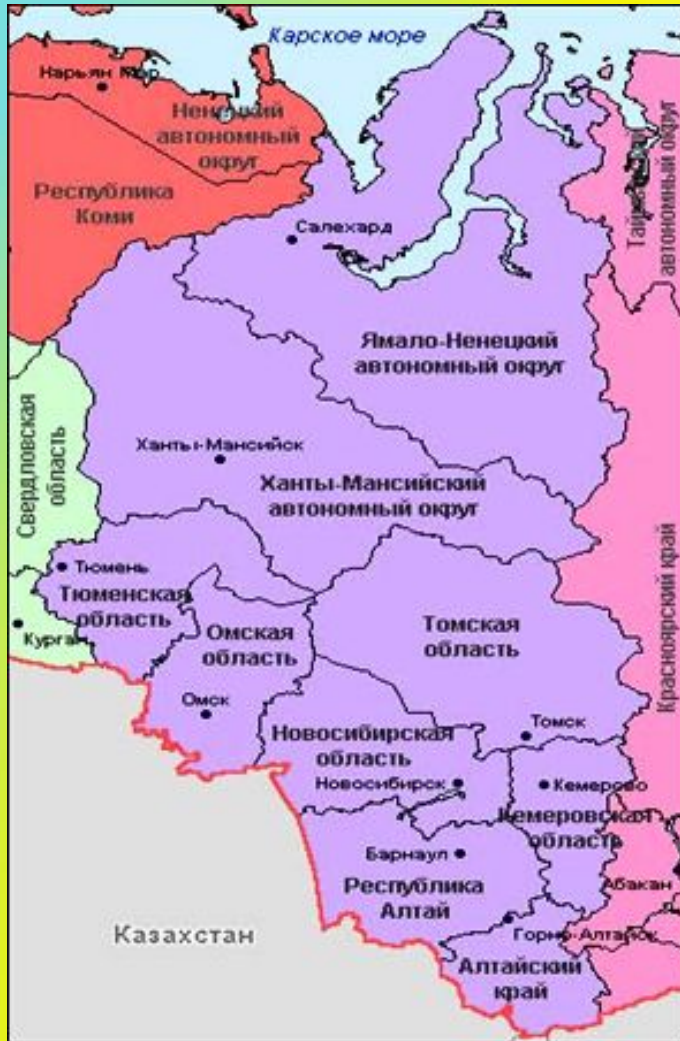 Карское море
Нарьян Мар
Ненецкий
автономный
округ
Республика
Коми
Таймырский
автономный округ
Салехард
Ямало-Ненецкий
автономный округ
Свердловская
область
Ханты-Мансийск
Ханты-Мансийский
автономный округ
Красноярский край
Тюмень
Тюменская
область
Курган
Омская
область
Томская
область
Омск
Томск
Новосибирская
область
Новосибирск
Кемерово
Кемеровская
область
Барнаул
Республика
Алтай
Абакан
Горно-Алтайск
Казахстан
Алтайский
край